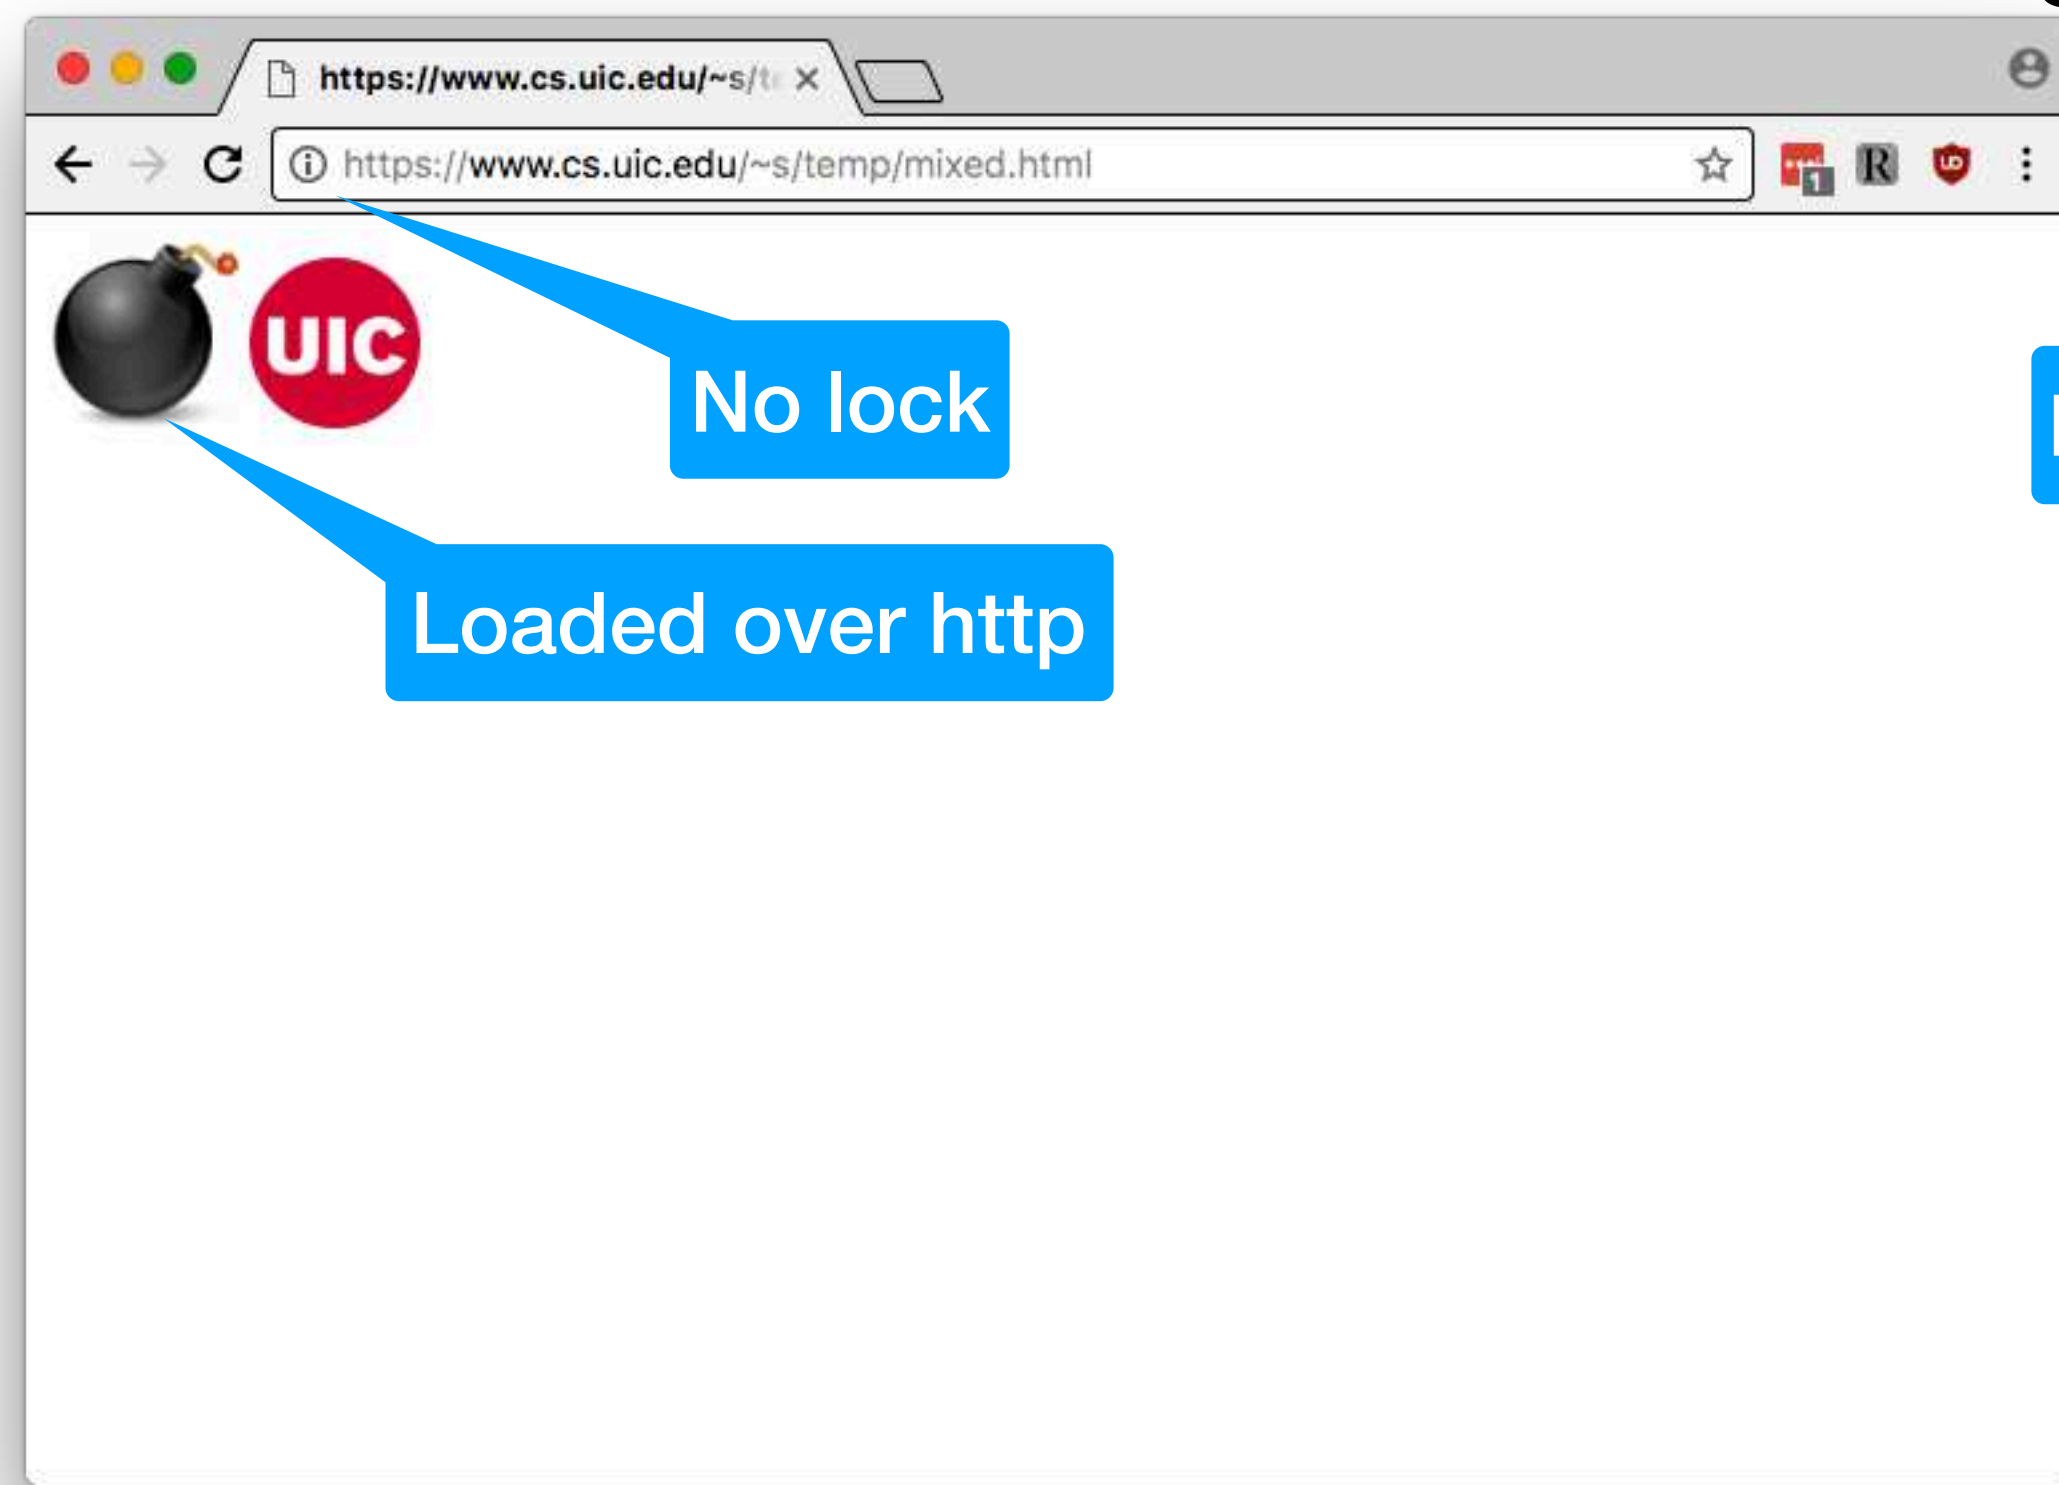 https://www.cs.uic.edu/~s/t
https://www.cs.uic.edu/~s/temp/mixed.html
1
R
UIC
No lock
Loaded over http